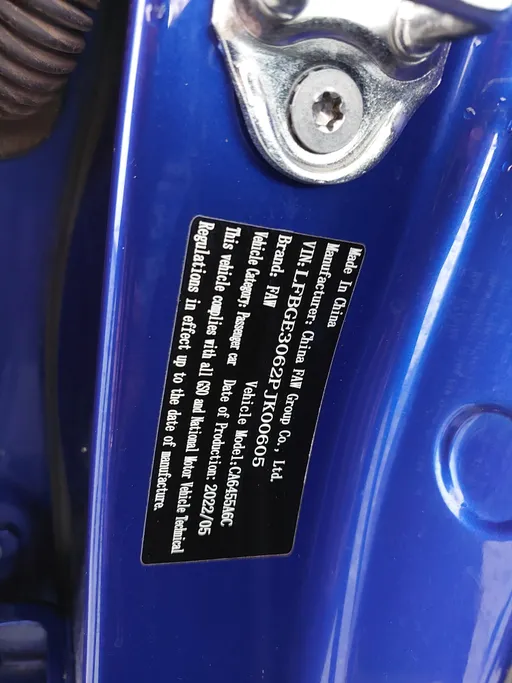 Made In China
Manufacturer: China FAW Group Co., Ltd.
VIN:LFBGE3062PJK00605
Brand: FAW Vehicle Model:CA6455A6C
Vehicle Category: Passenger car Date of Production: 2022/05
This vehicle complies with all GSO and National Motor Vehicle Technical
Regulations in effect up to the date of manufacture.